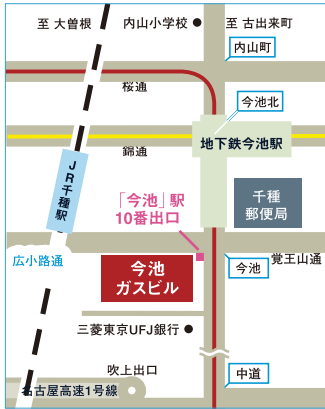 至 大曽根
内山小学校
至 古出来町
内山町
桜通
今池北
地下鉄今池駅
錦通
JR千種駅
千種
郵便局
「今池」駅
10番出口
広小路通
今池
ガスビル
今池
覚王山通
三菱東京UFJ銀行
吹上出口
中道
名古屋高速1号線